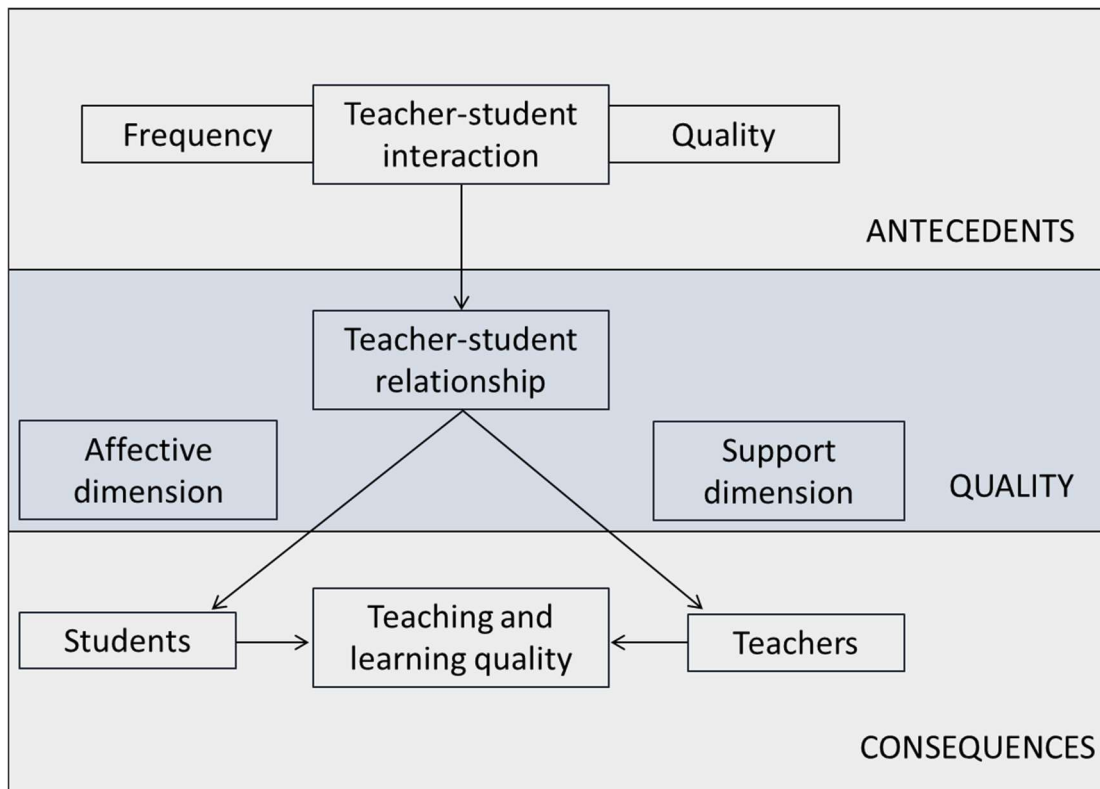 Frequency
Teacher-student
interaction
Quality
ANTECEDENTS
Teacher-student
relationship
Affective
dimension
Support
dimension
QUALITY
Students
Teaching and
learning quality
Teachers
CONSEQUENCES